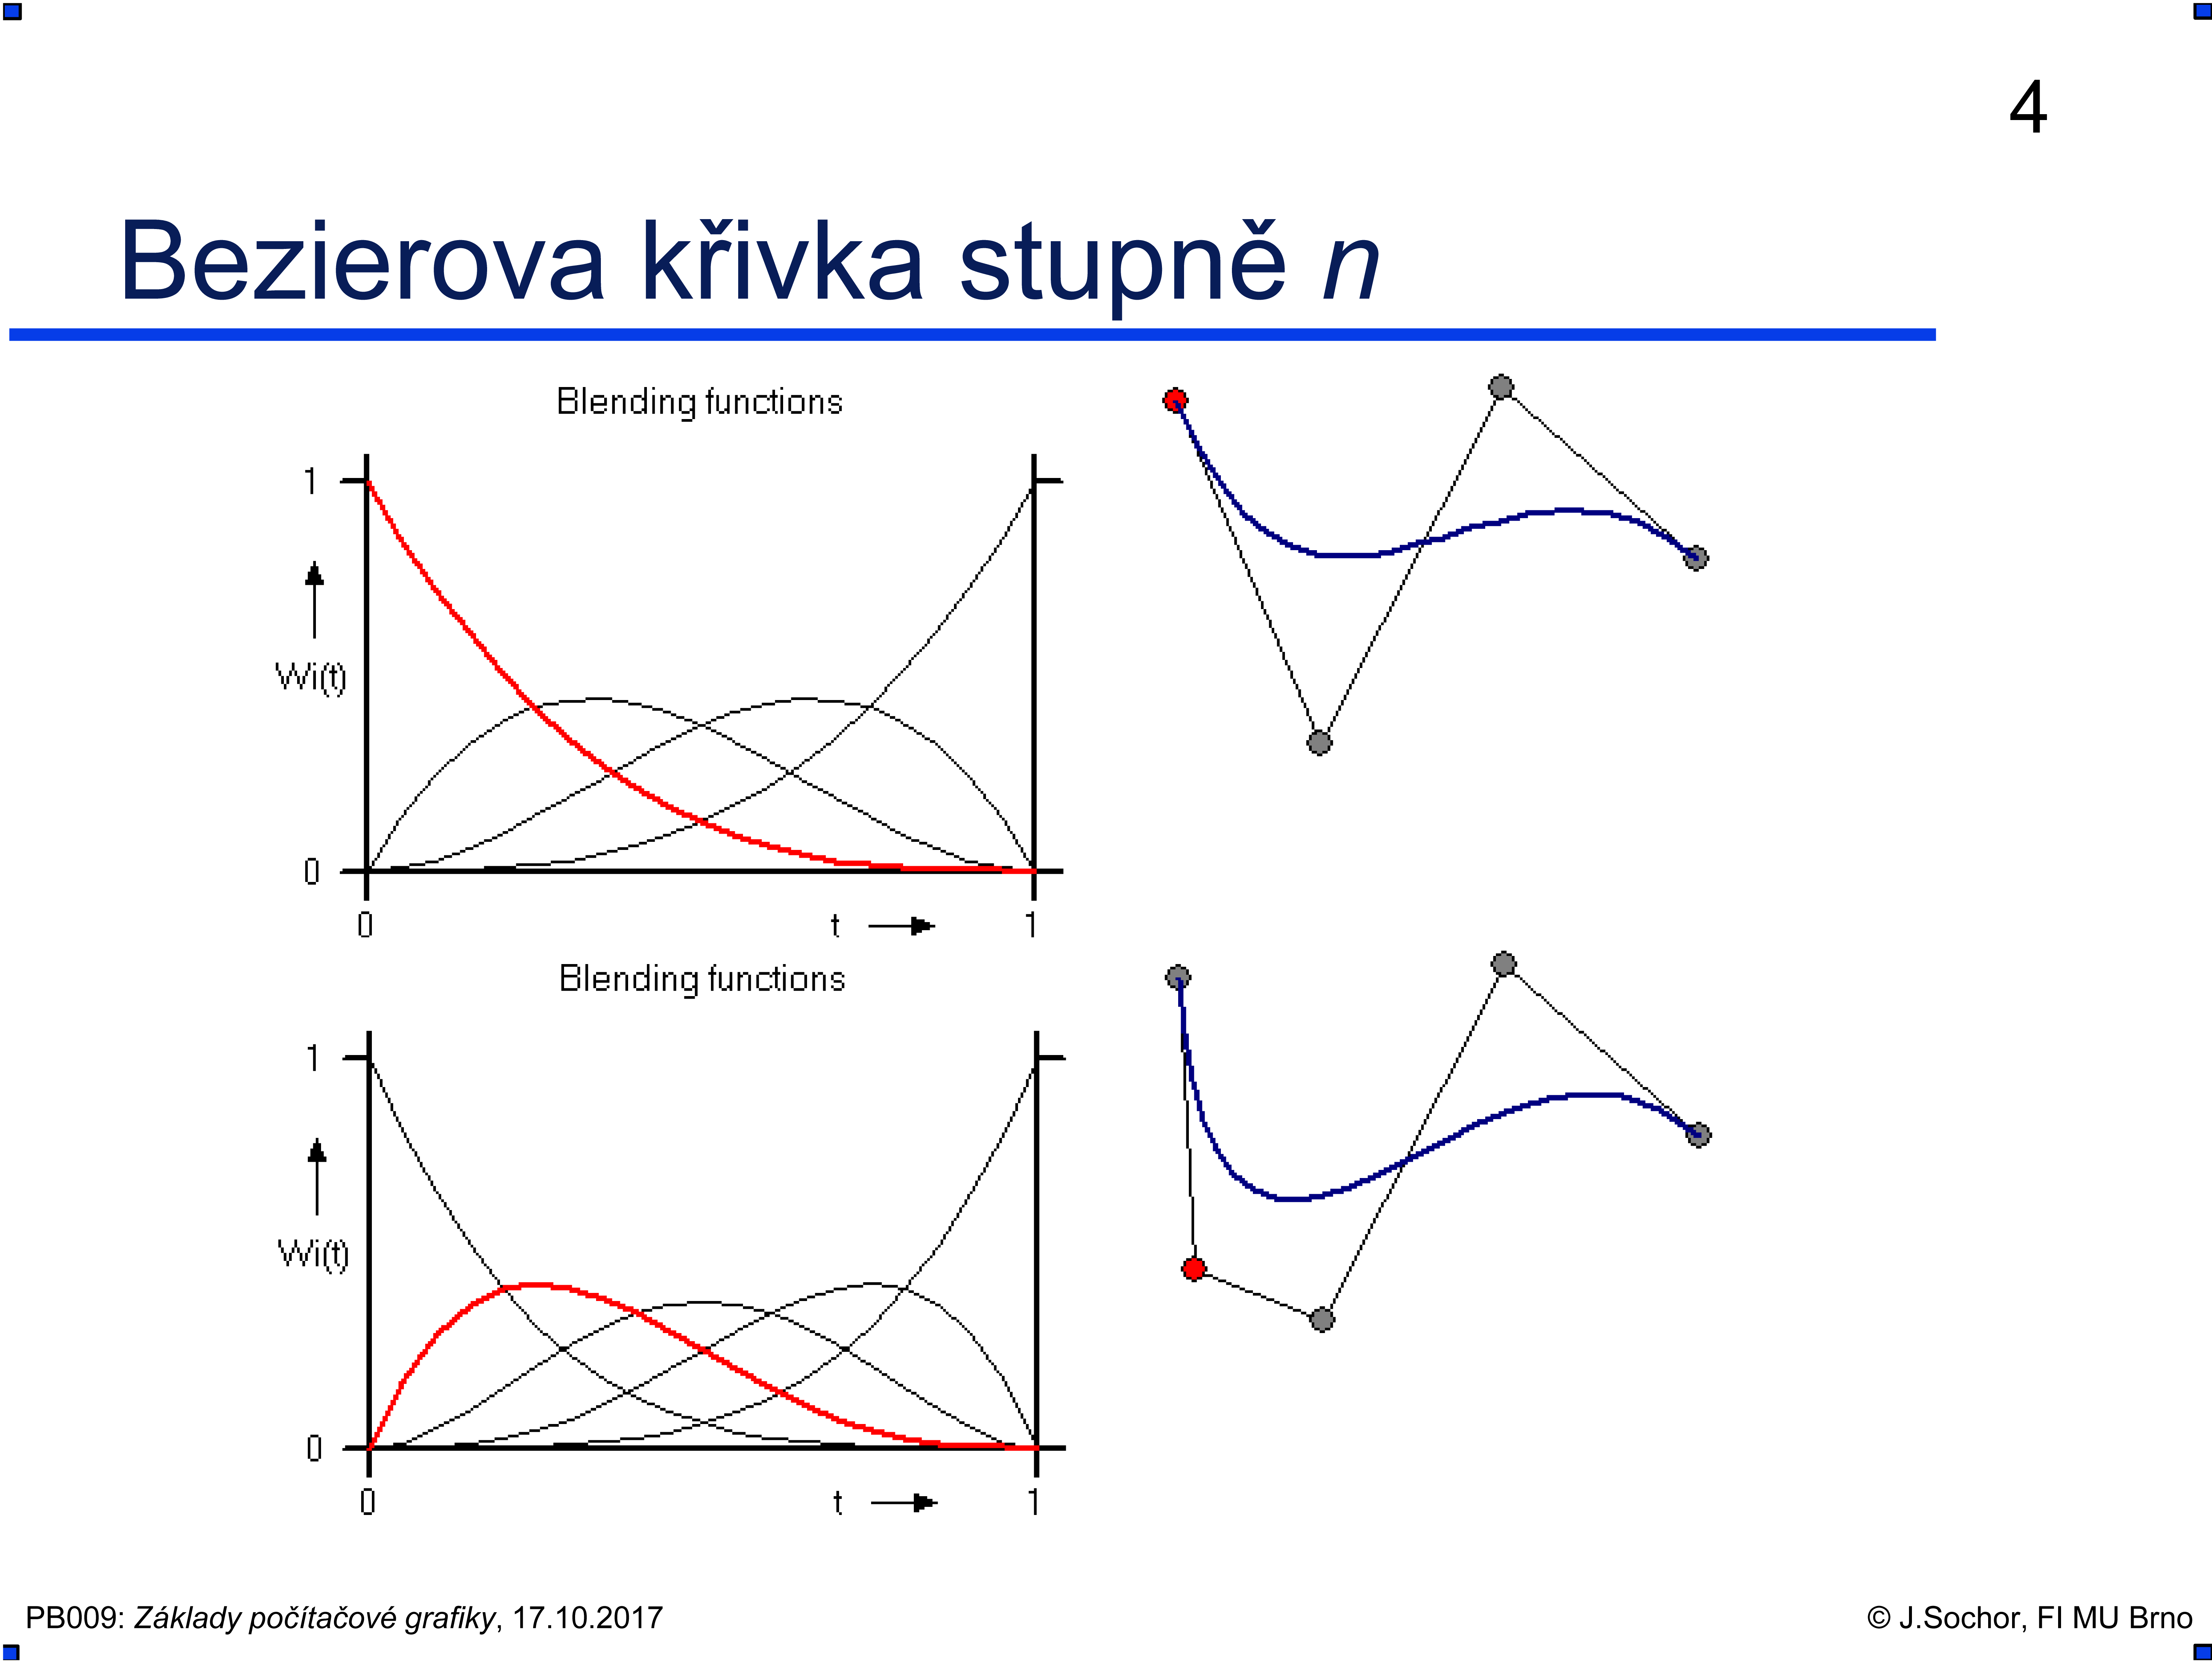 4
Bezierova křivka stupně n
Blending functions
1
Wi(t)
0
0 t 1
Blending functions
1
Wi(t)
0
0 t 1
PB009: Základy počítačové grafiky, 17.10.2017
© J.Sochor, FI MU Brno